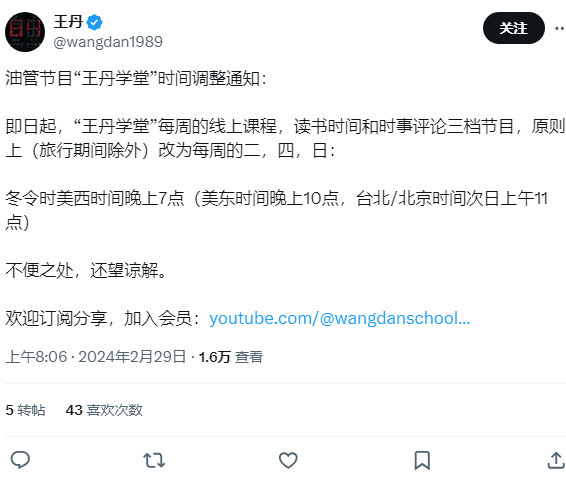 自由
王丹
@wangdan1989
关注
油管节目“王丹学堂”时间调整通知：
即日起，“王丹学堂”每周的线上课程，读书时间和时事评论三档节目，原则
上（旅行期间除外）改为每周的二，四，日：
冬令时美西时间晚上7点（美东时间晚上10点，台北/北京时间次日上午11
点）
不便之处，还望谅解。
欢迎订阅分享，加入会员：youtube.com/@wangdanschool...
上午8:06 · 2024年2月29日 · 1.6万 查看
5 转帖 43 喜欢次数